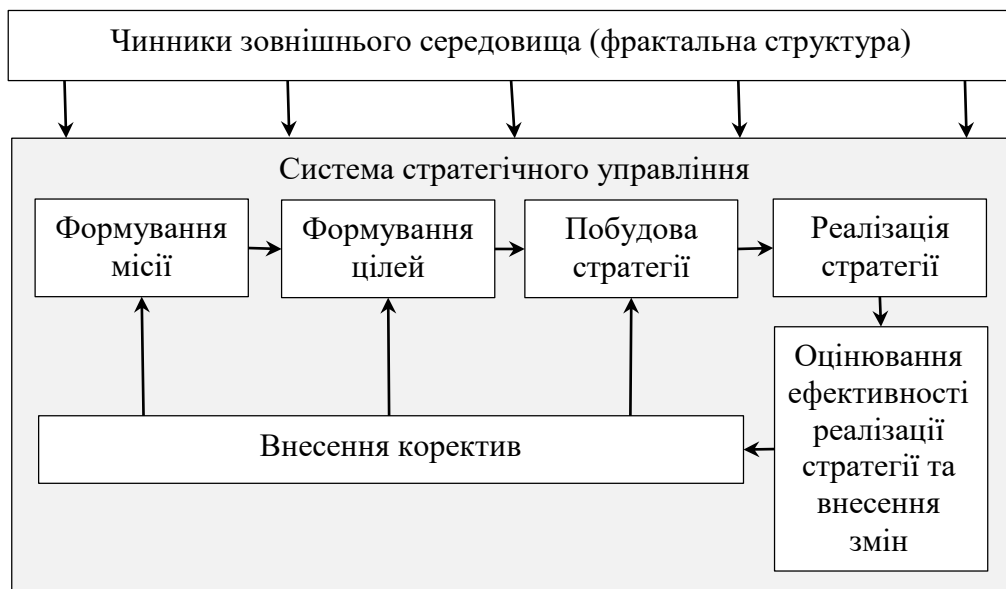 Чинники зовнішнього середовища (фрактальна структура)
Система стратегічного управління
Формування
місії
Формування
цілей
Побудова
стратегії
Реалізація
стратегії
Оцінювання
ефективності
реалізації
стратегії та
внесення
змін
Внесення коректив